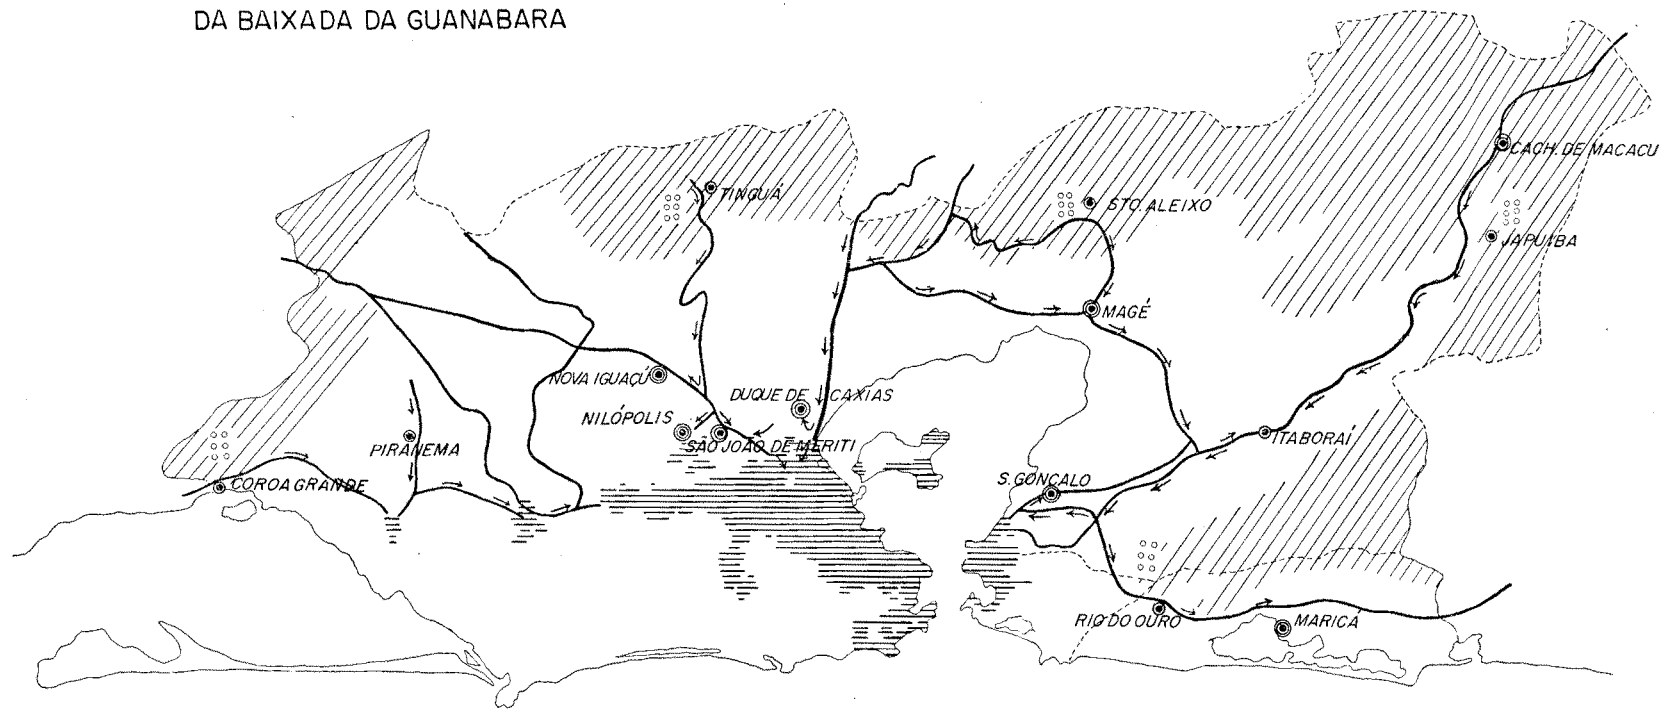 DA BAIXADA DA GUANABARA
CACH. DE MACACU
TINGUÁ
STO. ALEIXO
JAPUIBA
MAGÉ
NOVA IGUAÇÚ
DUQUE DE CAXIAS
NILÓPOLIS
SÃO JOÃO DE MERITI
ITABORAÍ
PIRANEMA
COROA GRANDE
S. GONÇALO
RIO DO OURO
MARICÁ